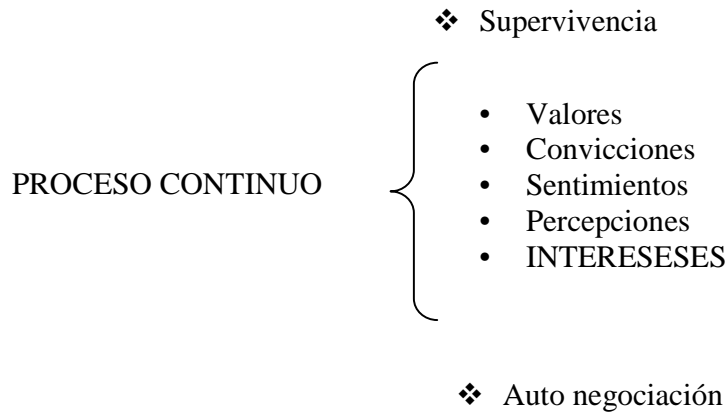 ❖ Supervivencia
• Valores
• Convicciones
PROCESO CONTINUO
• Sentimientos
• Percepciones
• INTERESESES
❖ Auto negociación